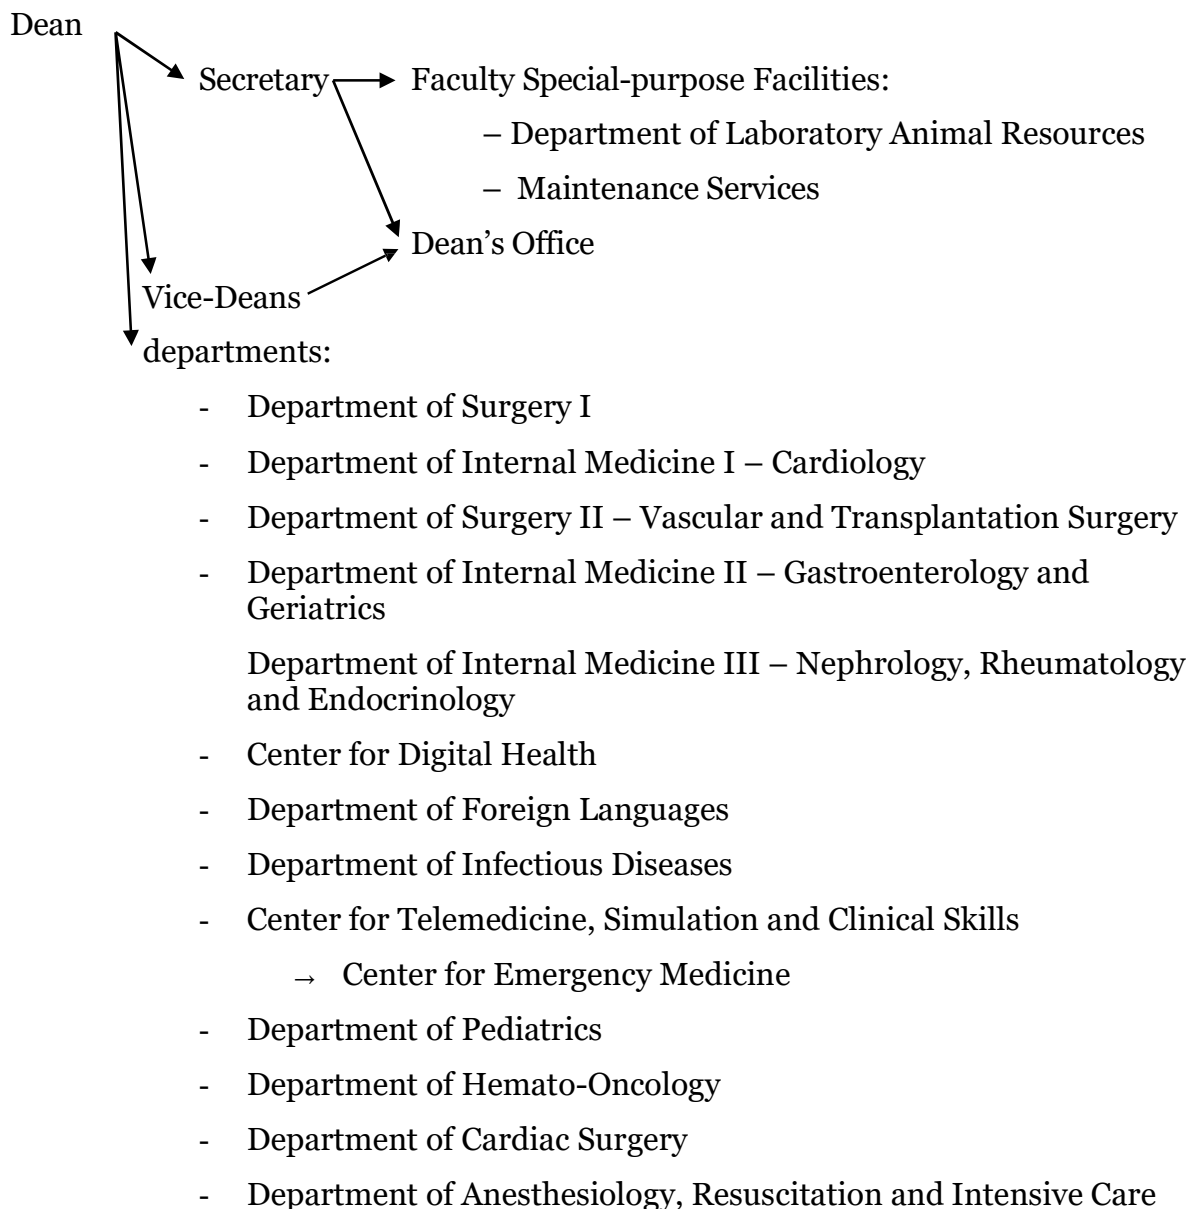 Dean
Secretary Faculty Special-purpose Facilities:
– Department of Laboratory Animal Resources
– Maintenance Services
Dean’s Office
Vice-Deans
departments:
- Department of Surgery I
- Department of Internal Medicine I – Cardiology
- Department of Surgery II – Vascular and Transplantation Surgery
- Department of Internal Medicine II – Gastroenterology and
Geriatrics
Department of Internal Medicine III – Nephrology, Rheumatology
and Endocrinology
- Center for Digital Health
- Department of Foreign Languages
- Department of Infectious Diseases
- Center for Telemedicine, Simulation and Clinical Skills
→ Center for Emergency Medicine
- Department of Pediatrics
- Department of Hemato-Oncology
- Department of Cardiac Surgery
- Department of Anesthesiology, Resuscitation and Intensive Care